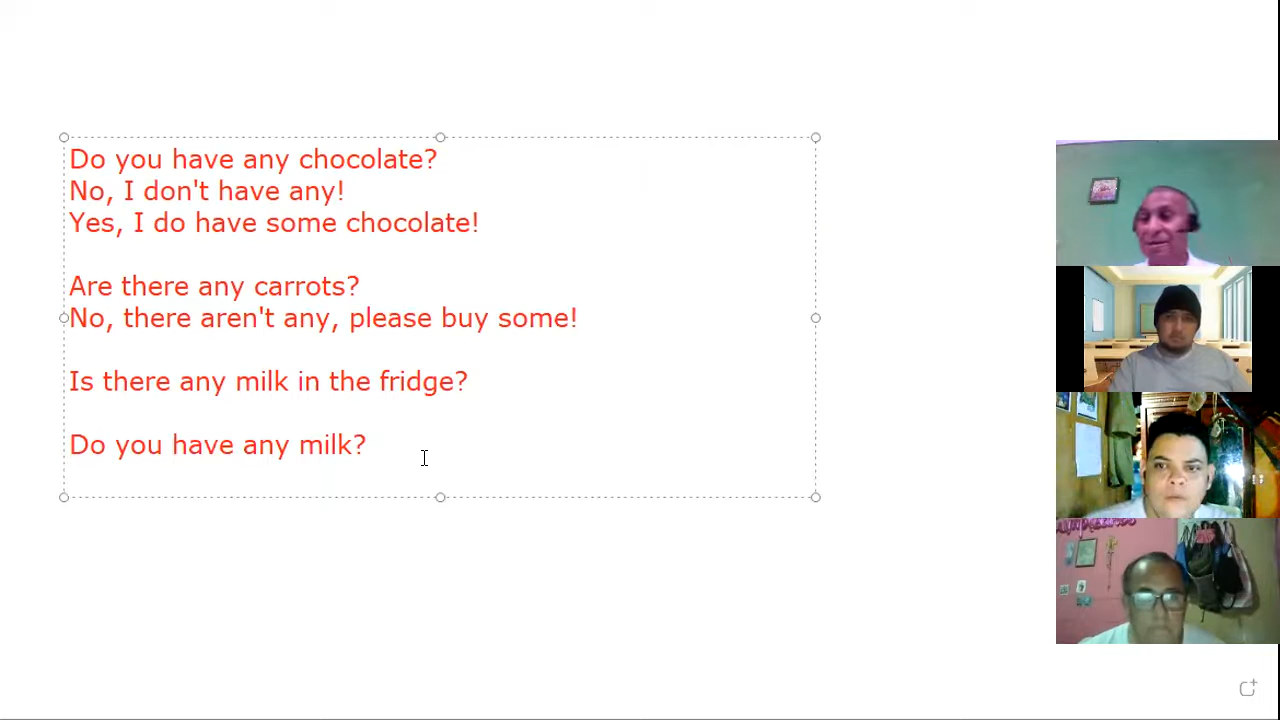 Do you have any chocolate?
No, I don't have any!
Yes, I do have some chocolate!
Are there any carrots?
No, there aren't any, please buy some!
Is there any milk in the fridge?
Do you have any milk?